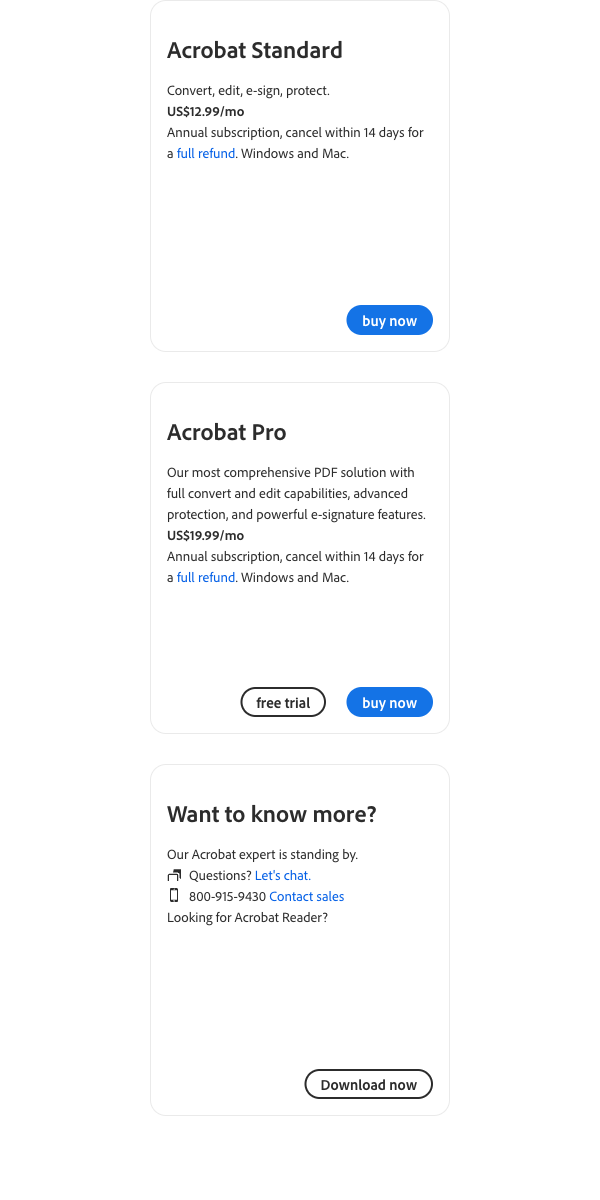 Acrobat Standard
Convert, edit, e-sign, protect.
US$12.99/mo
Annual subscription, cancel within 14 days for
a full refund. Windows and Mac.
buy now
Acrobat Pro
Our most comprehensive PDF solution with
full convert and edit capabilities, advanced
protection, and powerful e-signature features.
US$19.99/mo
Annual subscription, cancel within 14 days for
a full refund. Windows and Mac.
free trial
buy now
Want to know more?
Our Acrobat expert is standing by.
Questions? Let's chat.
800-915-9430 Contact sales
Looking for Acrobat Reader?
Download now